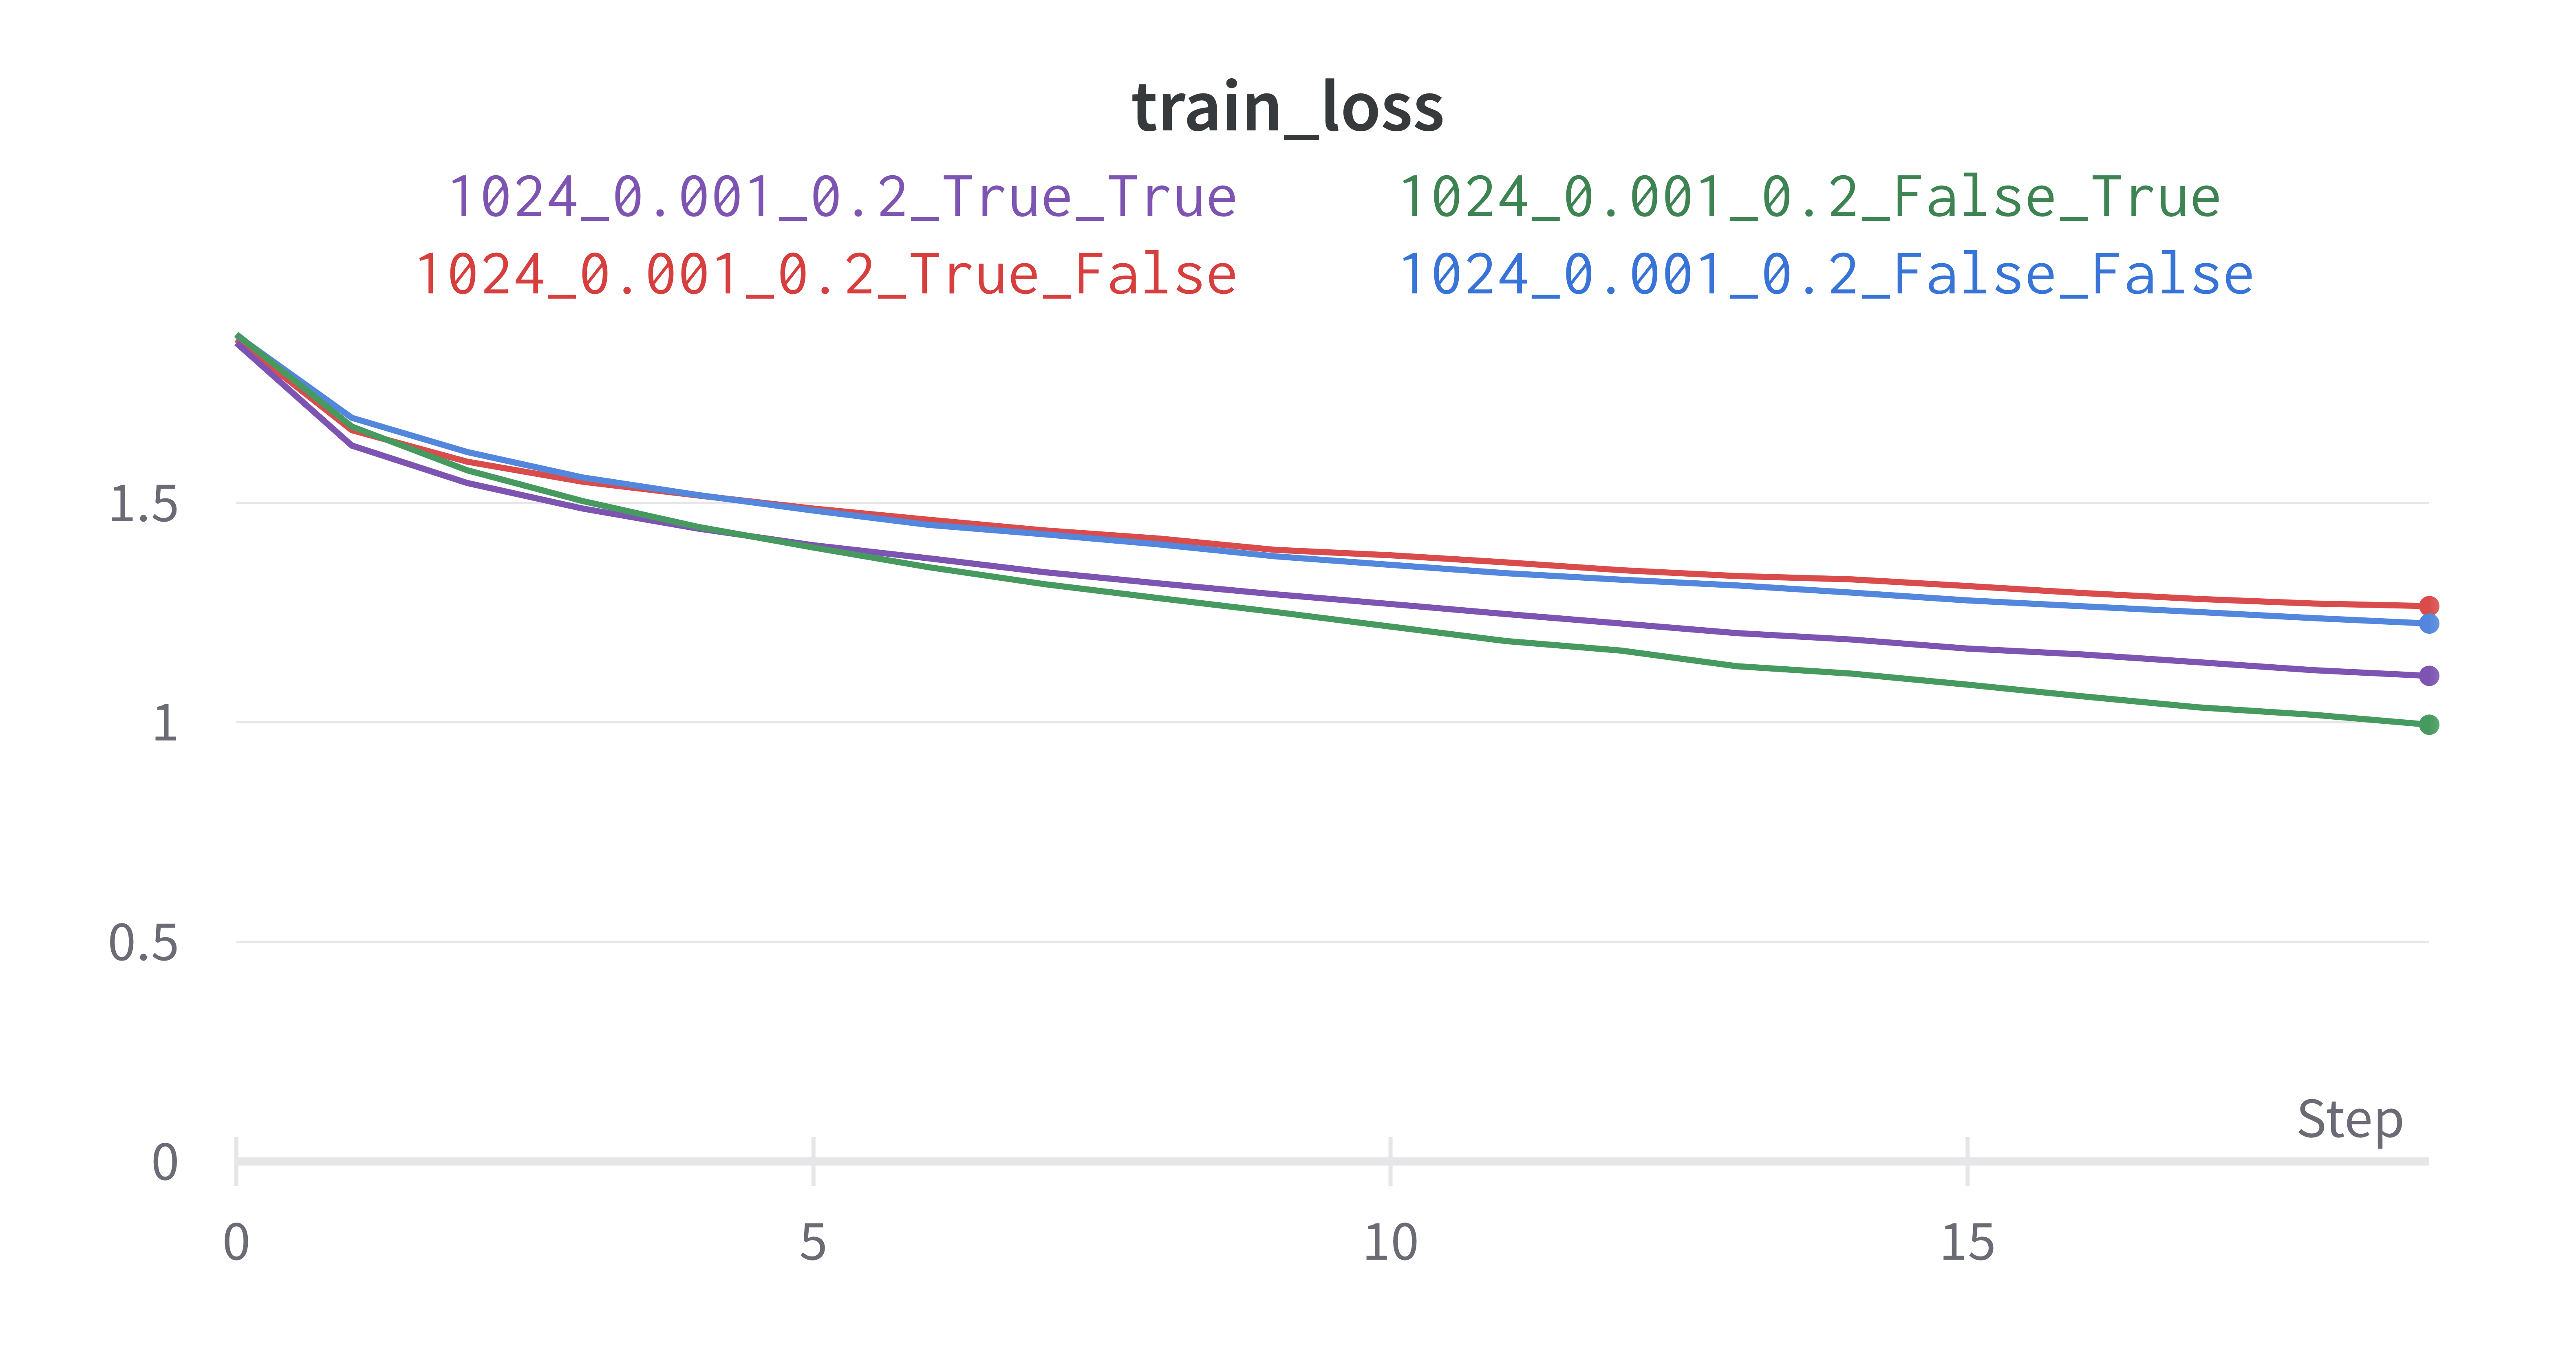 train_loss
1024_0.001_0.2_True_True 1024_0.001_0.2_False_True
1024_0.001_0.2_True_False 1024_0.001_0.2_False_False
1.5
1
0.5
Step
0
0 5 10 15